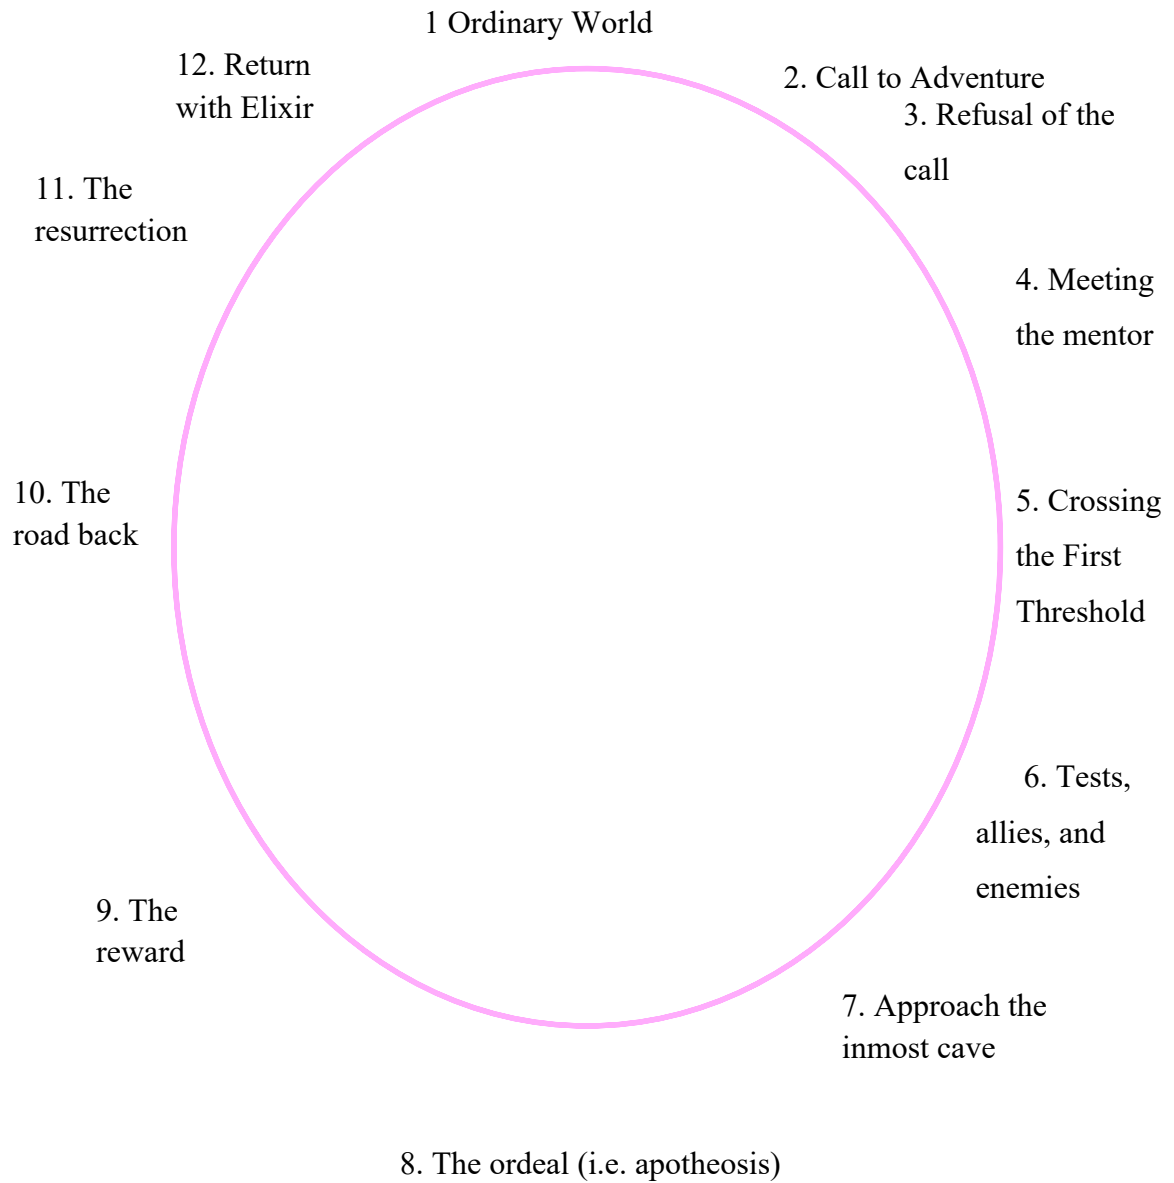 1 Ordinary World
2. Call to Adventure
3. Refusal of the
call
4. Meeting
the mentor
5. Crossing
the First
Threshold
6. Tests,
allies, and
enemies
7. Approach the
inmost cave
8. The ordeal (i.e. apotheosis)
9. The
reward
10. The
road back
11. The
resurrection
12. Return
with Elixir